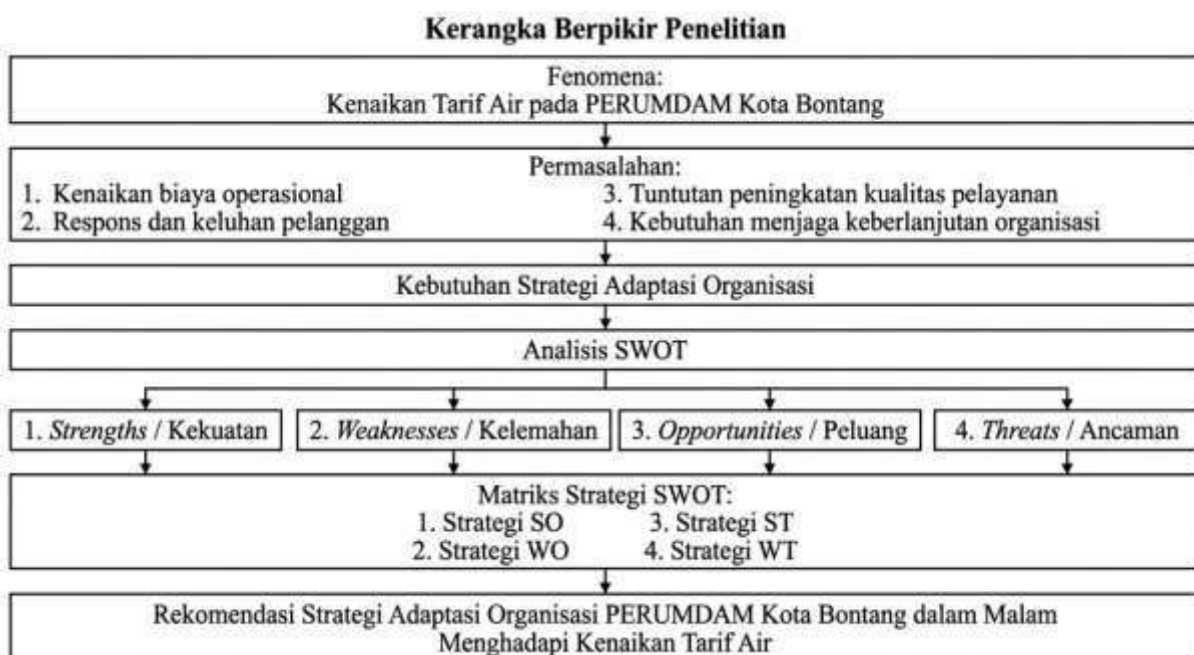 Kerangka Berpikir Penelitian
Fenomena:
Kenaikan Tarif Air pada PERUMDAM Kota Bontang
Permasalahan:
1. Kenaikan biaya operasional
2. Respons dan keluhan pelanggan
3. Tuntutan peningkatan kualitas pelayanan
4. Kebutuhan menjaga keberlanjutan organisasi
Kebutuhan Strategi Adaptasi Organisasi
Analisis SWOT
1. Strengths / Kekuatan
2. Weaknesses / Kelemahan
3. Opportunities / Peluang
4. Threats / Ancaman
Matriks Strategi SWOT:
1. Strategi SO
2. Strategi WO
3. Strategi ST
4. Strategi WT
Rekomendasi Strategi Adaptasi Organisasi PERUMDAM Kota Bontang dalam Malam
Menghadapi Kenaikan Tarif Air